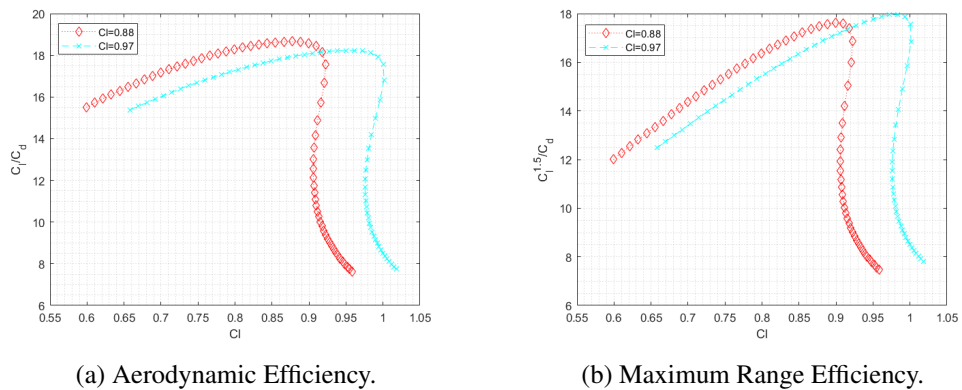 Cl=0.88
Cl=0.97
20
18
16
14
12
10
8
6
0.55 0.6 0.65 0.7 0.75 0.8 0.85 0.9 0.95 1 1.05
Cl
C_l/C_d
(a) Aerodynamic Efficiency.
Cl=0.88
Cl=0.97
18
16
14
12
10
8
6
0.55 0.6 0.65 0.7 0.75 0.8 0.85 0.9 0.95 1 1.05
Cl
C_l^1.5/C_d
(b) Maximum Range Efficiency.